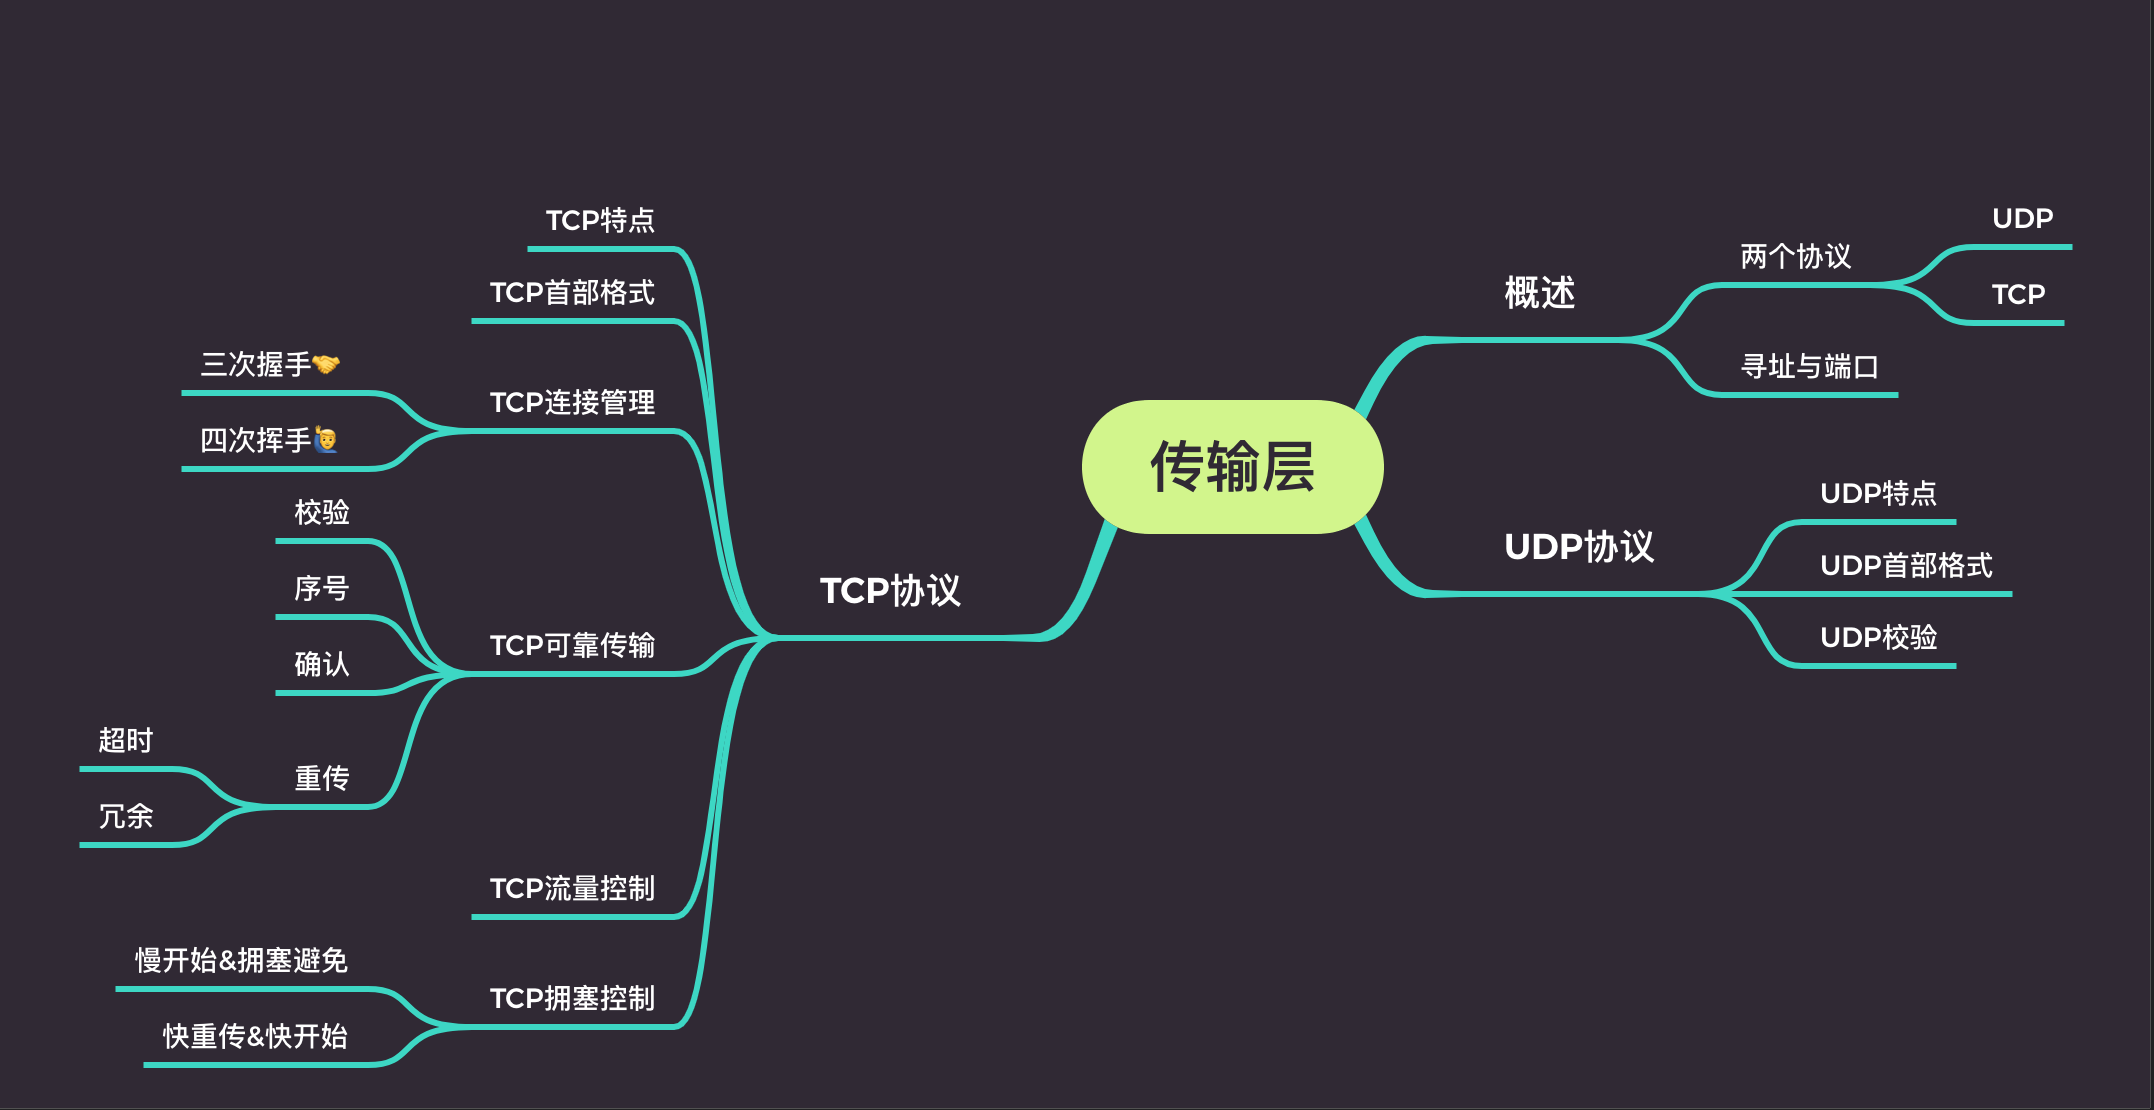 传输层
概述
两个协议
UDP
TCP
寻址与端口
UDP协议
UDP特点
UDP首部格式
UDP校验
TCP协议
TCP特点
TCP首部格式
TCP连接管理
三次握手🤝
四次挥手🙋‍♂️
TCP可靠传输
校验
序号
确认
重传
超时
冗余
TCP流量控制
TCP拥塞控制
慢开始&拥塞避免
快重传&快开始